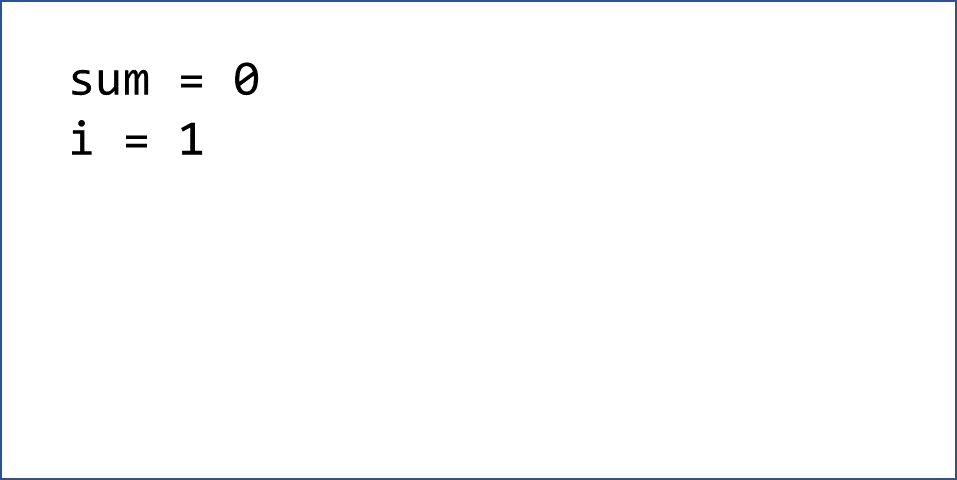 sum = 0
i = 1